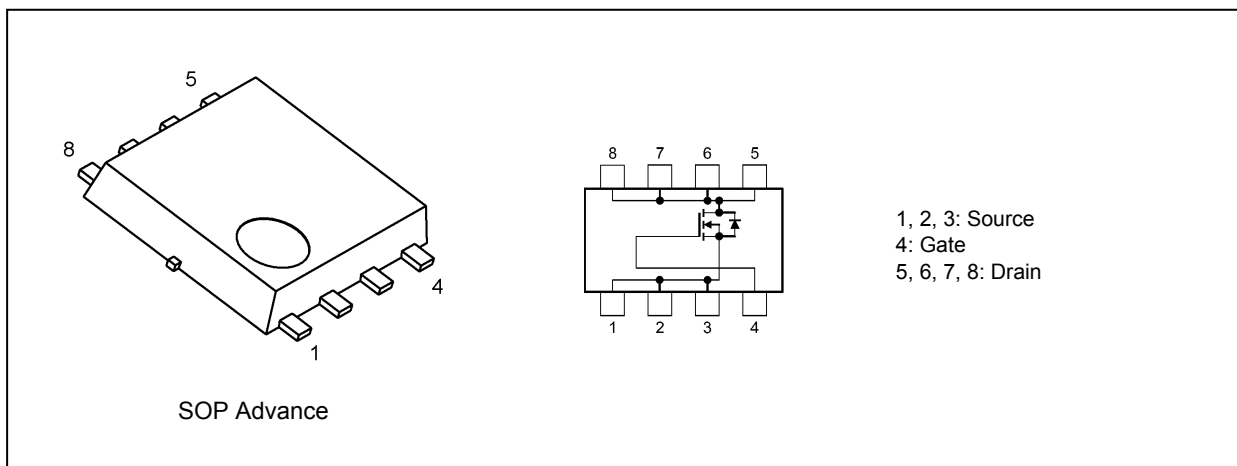 5
8
4
1
SOP Advance
8 7 6 5
1 2 3 4
1, 2, 3: Source
4: Gate
5, 6, 7, 8: Drain